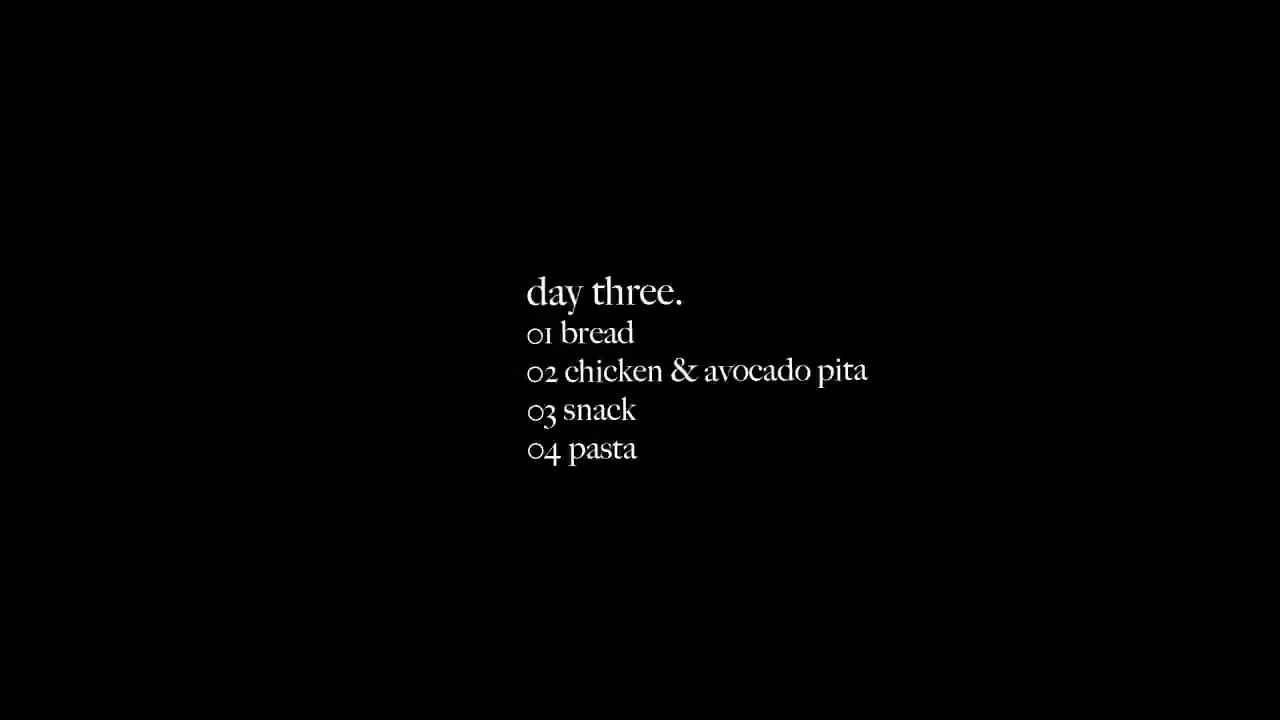 day three.
01 bread
02 chicken & avocado pita
03 snack
04 pasta